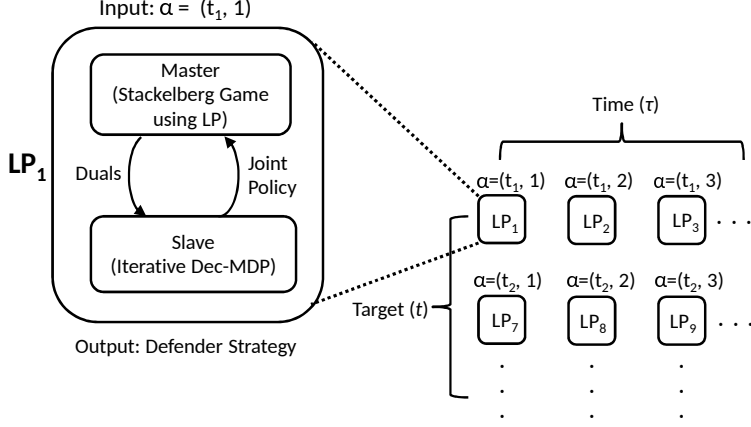 Input: α = (t₁, 1)
Master
(Stackelberg Game
using LP)
LP₁
Duals
Joint
Policy
Slave
(Iterative Dec-MDP)
Output: Defender Strategy
Time (τ)
α=(t₁, 1) α=(t₁, 2) α=(t₁, 3)
LP₁ LP₂ LP₃ . . .
Target (t)
α=(t₂, 1) α=(t₂, 2) α=(t₂, 3)
LP₇ LP₈ LP₉ . . .